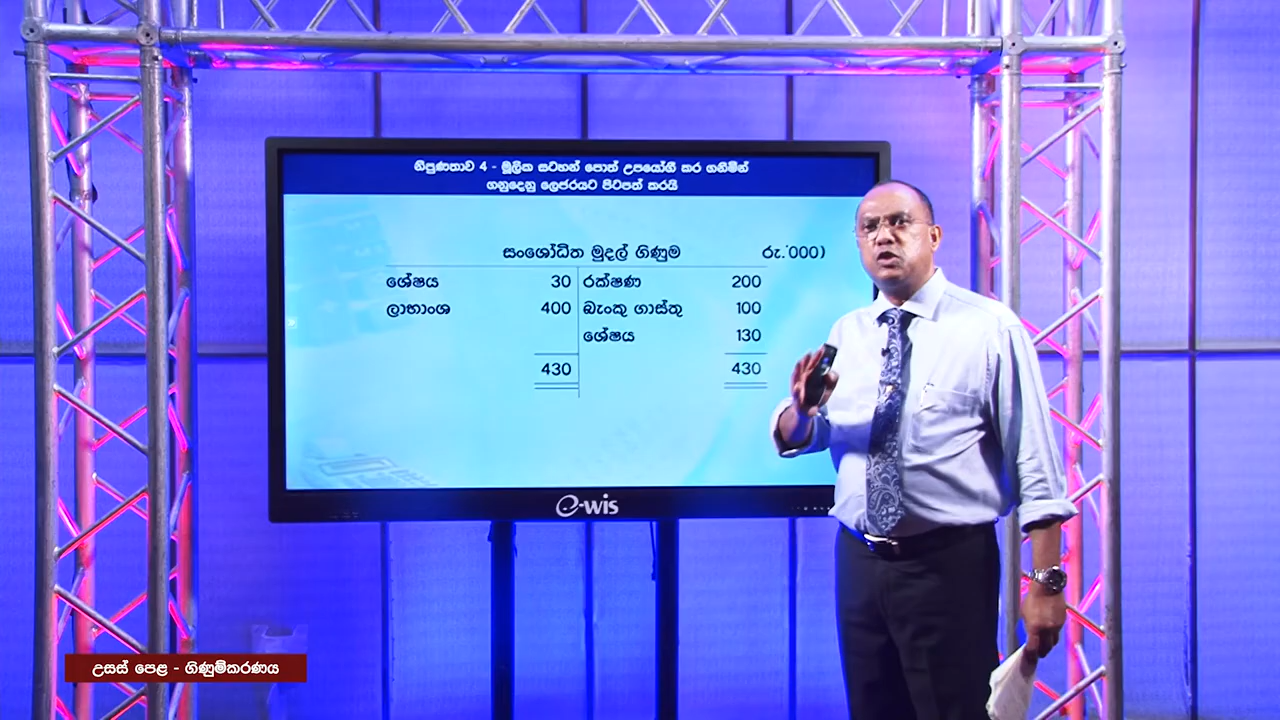 නිපුණතාව 4 - මූලික සටහන් පොත් උපයෝගී කර ගනිමින්
ගනුදෙනු ලෙජරයට පිටපත් කරයි
සංශෝධිත මුදල් ගිණුම රු.'000)
ශේෂය 30 රක්ෂණ 200
ලාභාංශ 400 බැංකු ගාස්තු 100
ශේෂය 130
430 430
e-wis
උසස් පෙළ - ගිණුම්කරණය